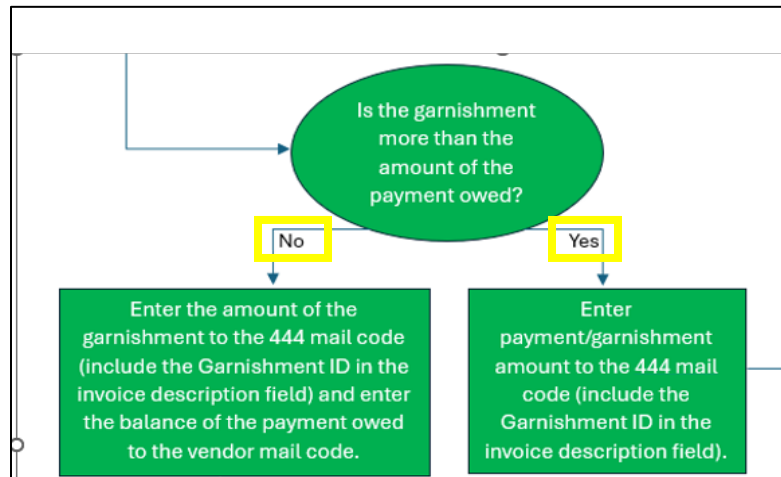 Is the garnishment
more than the
amount of the
payment owed?
No
Yes
Enter the amount of the
garnishment to the 444 mail code
(include the Garnishment ID in the
invoice description field) and enter
the balance of the payment owed
to the vendor mail code.
Enter
payment/garnishment
amount to the 444 mail
code (include the
Garnishment ID in the
invoice description field).